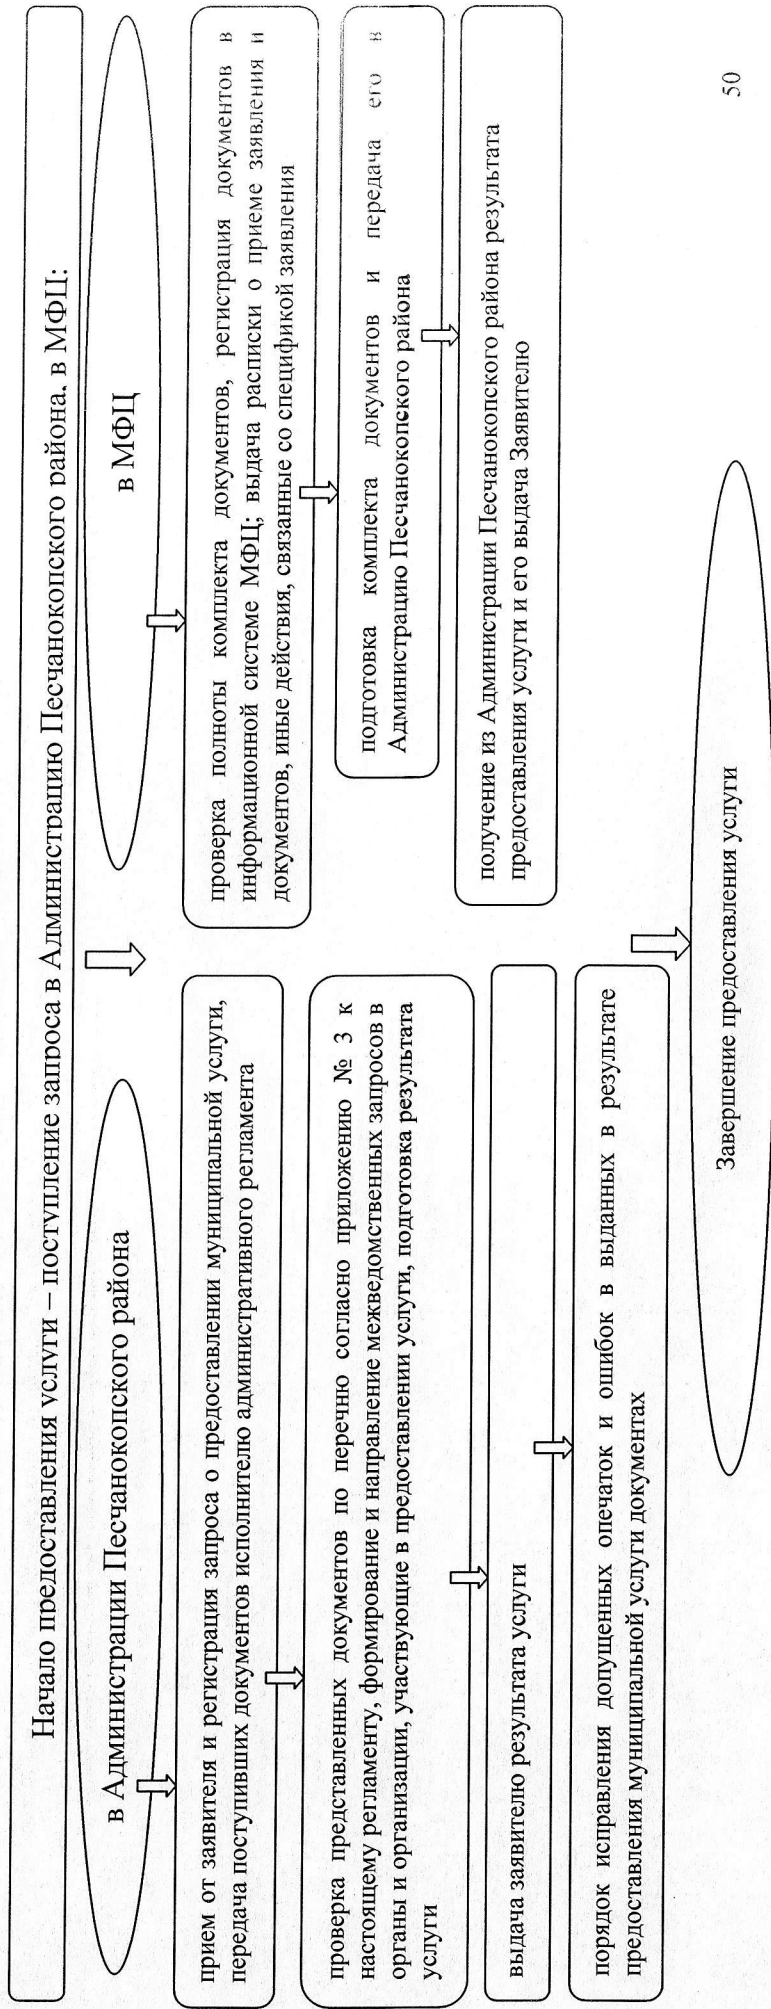 Начало предоставления услуги – поступление запроса в Администрацию Песчанокопского района, в МФЦ:
в Администрации Песчанокопского района
прием от заявителя и регистрация запроса о предоставлении муниципальной услуги,
передача поступивших документов исполнителю административного регламента
проверка представленных документов по перечню согласно приложению № 3 к
настоящему регламенту, формирование и направление межведомственных запросов в
органы и организации, участвующие в предоставлении услуги, подготовка результата
услуги
выдача заявителю результата услуги
порядок исправления допущенных опечаток и ошибок в выданных в результате
предоставления муниципальной услуги документах
в МФЦ
проверка полноты комплекта документов, регистрация документов в
информационной системе МФЦ; выдача расписки о приеме заявления и
документов, иные действия, связанные со спецификой заявления
подготовка комплекта документов и передача его в
Администрацию Песчанокопского района
получение из Администрации Песчанокопского района результата
предоставления услуги и его выдача Заявителю
Завершение предоставления услуги
50